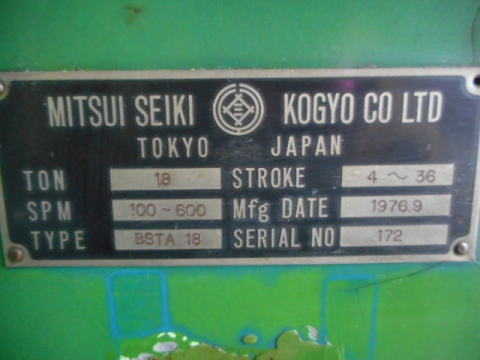 MITSUI SEIKI KOGYO CO LTD
TOKYO JAPAN
TON 18 STROKE 4 ~ 36
SPM 100 ~ 600 Mfg DATE 1976.9
TYPE BSTA 18 SERIAL NO 172